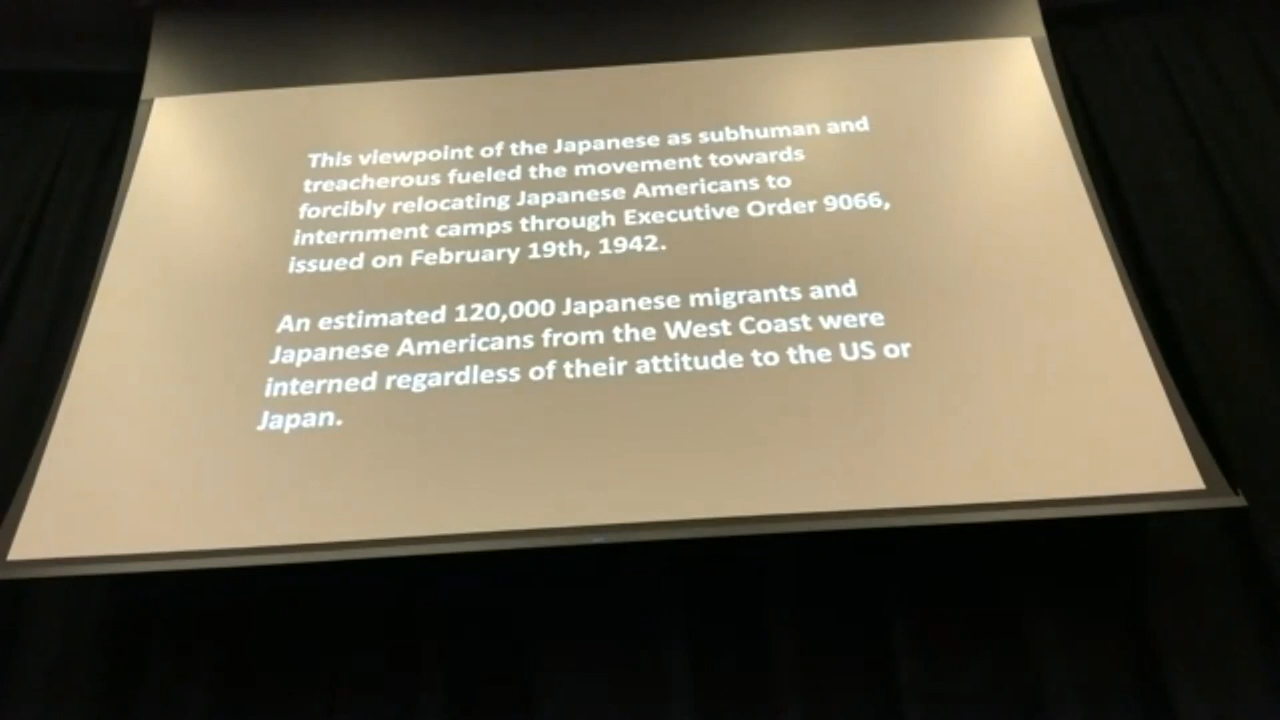 This viewpoint of the Japanese as subhuman and
treacherous fueled the movement towards
forcibly relocating Japanese Americans to
internment camps through Executive Order 9066,
issued on February 19th, 1942.
An estimated 120,000 Japanese migrants and
Japanese Americans from the West Coast were
interned regardless of their attitude to the US or
Japan.